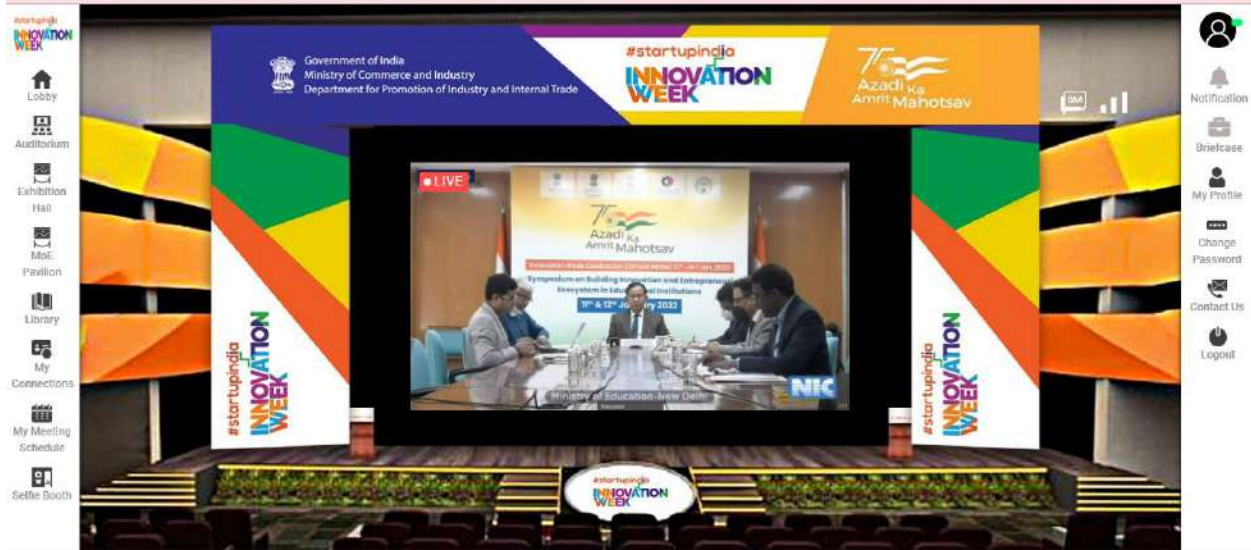 #startupindia
INNOVATION
WEEK
Lobby
Auditorium
Exhibition
Hall
MoE
Pavilion
Library
My
Connections
My Meeting
Schedule
Selfie Booth
Government of India
Ministry of Commerce and Industry
Department for Promotion of Industry and Internal Trade
#startupindia
INNOVATION
WEEK
75
Azadi Ka
Amrit Mahotsav
LIVE
75
Azadi Ka
Amrit Mahotsav
Symposium on Building Innovation and
Ecosystem in Educational Institutions
11th & 12th January 2022
Ministry of Education-New Delhi
NIC
#startupindia
INNOVATION
WEEK
#startupindia
INNOVATION
WEEK
#startupindia
INNOVATION
WEEK
Notification
Briefcase
My Profile
Change
Password
Contact Us
Logout